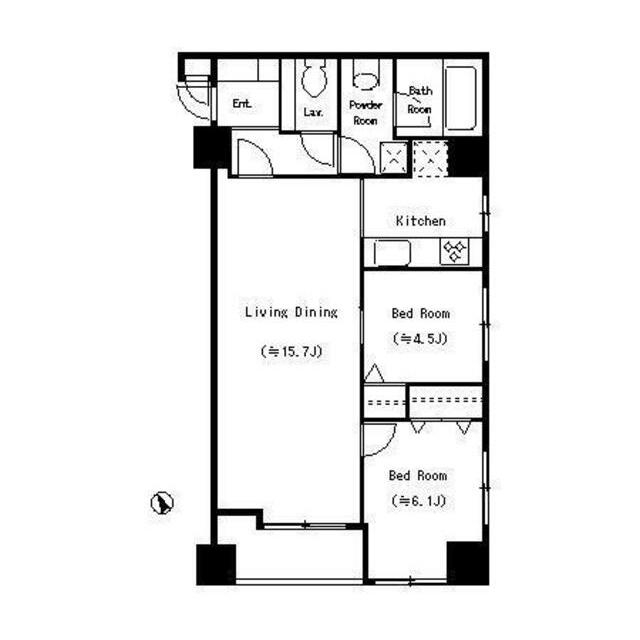 Ent.
Lav.
Powder
Room
Bath
Room
Kitchen
Living Dining
(≒15.7J)
Bed Room
(≒4.5J)
Bed Room
(≒6.1J)